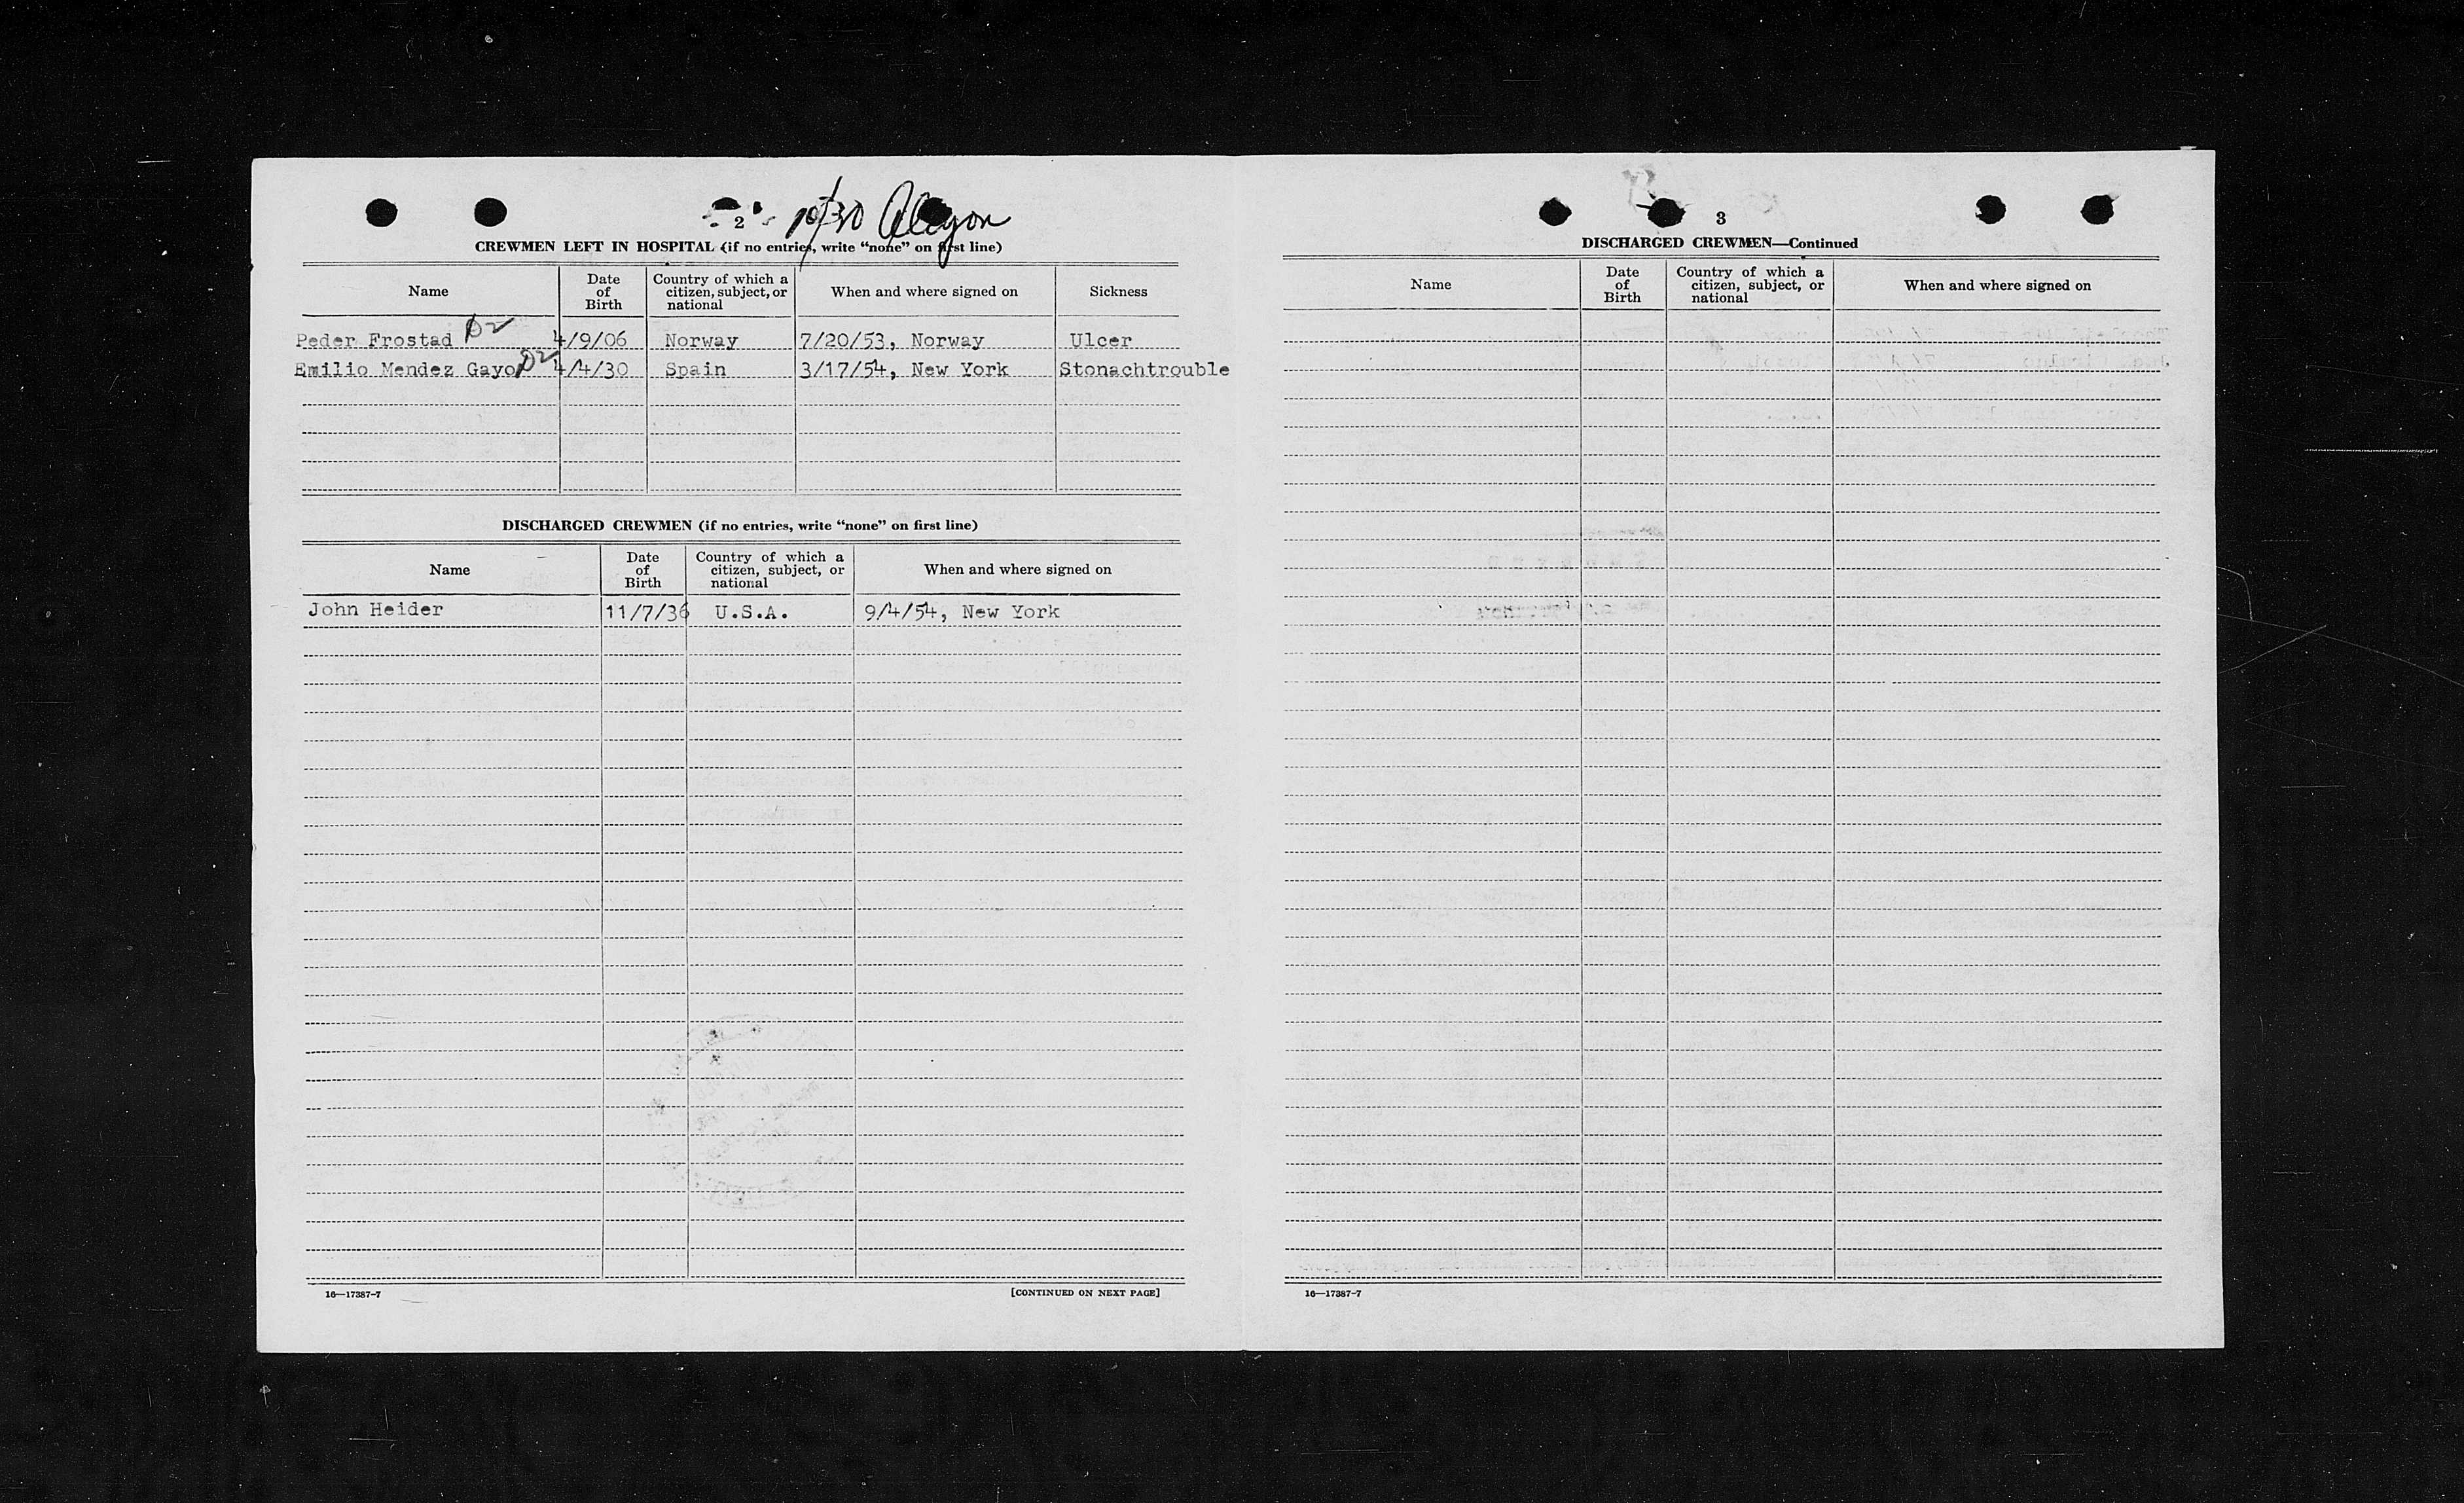 2 10/30 Alcyon
CREWMEN LEFT IN HOSPITAL (if no entries, write “none” on first line)
Name Date of Birth Country of which a citizen, subject, or national When and where signed on Sickness
Peder Frostad D2 4/9/06 Norway 7/20/53, Norway Ulcer
Emilio Mendez Gayon D2 4/4/30 Spain 3/17/54, New York Stonachtrouble
DISCHARGED CREWMEN (if no entries, write “none” on first line)
Name Date of Birth Country of which a citizen, subject, or national When and where signed on
John Heider 11/7/36 U.S.A. 9/4/54, New York
16—17387-7 [CONTINUED ON NEXT PAGE]
3
DISCHARGED CREWMEN—Continued
Name Date of Birth Country of which a citizen, subject, or national When and where signed on
16—17387-7